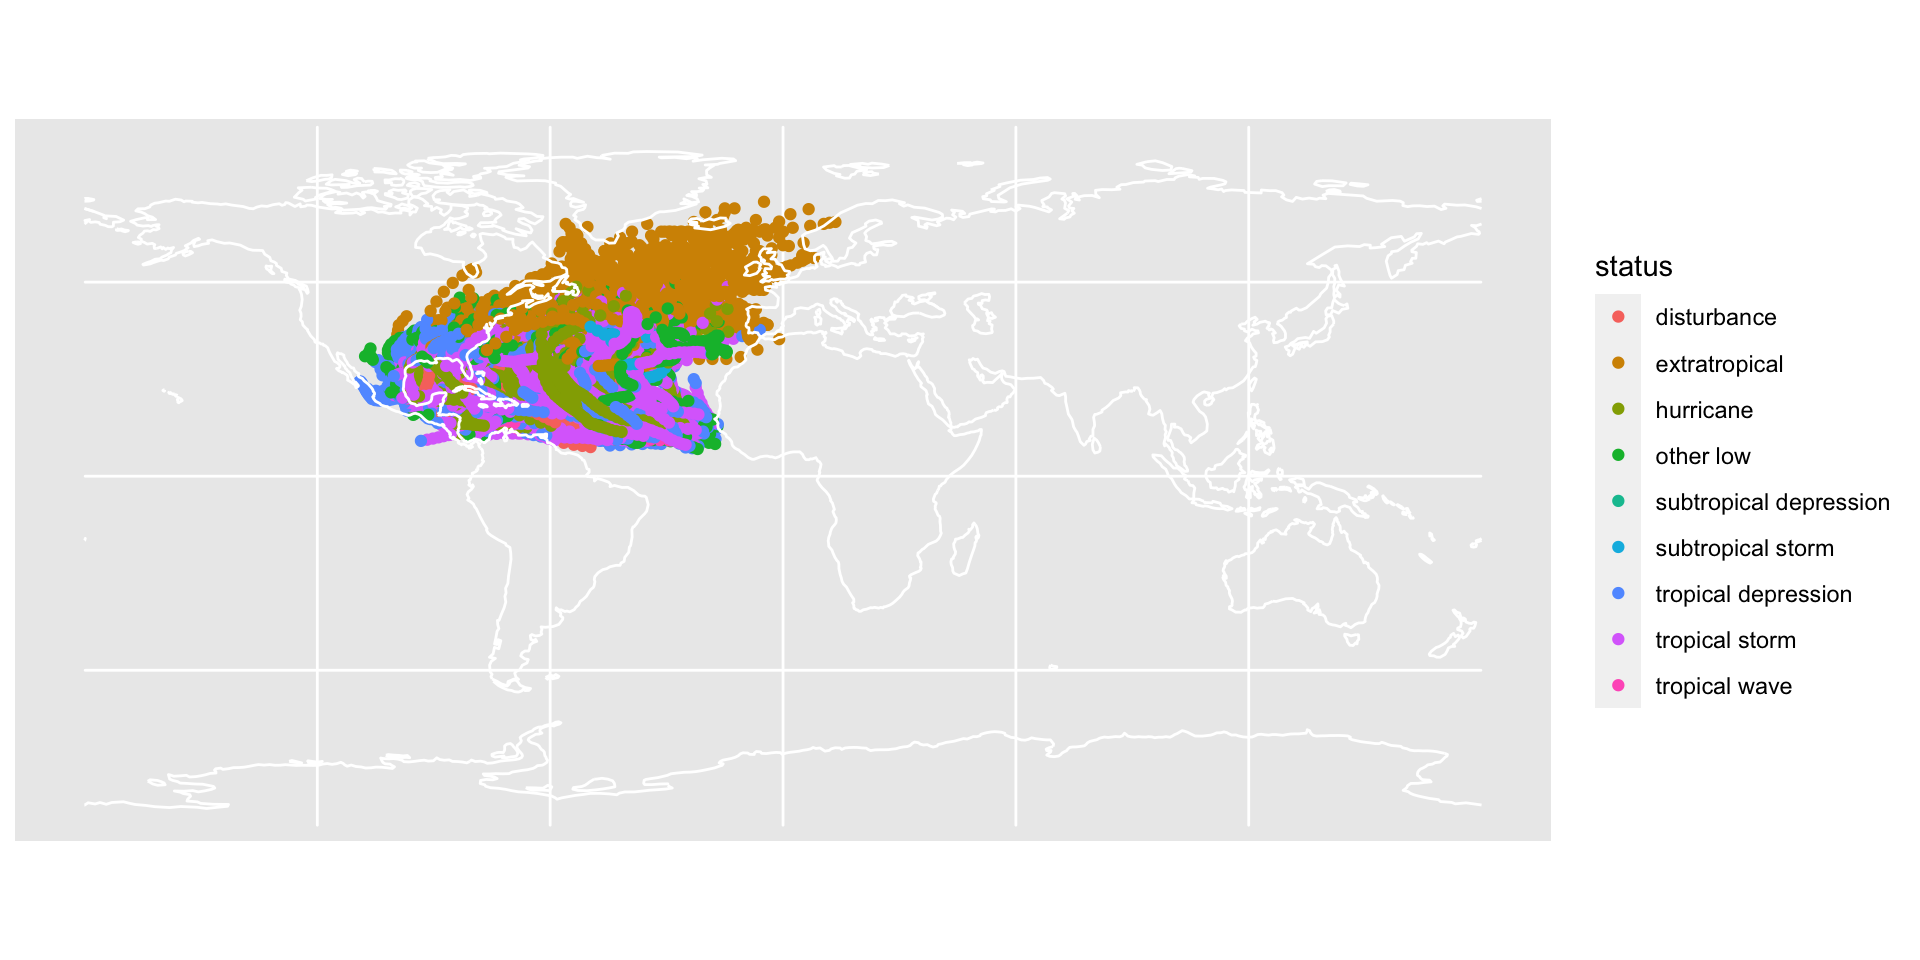 status
disturbance
extratropical
hurricane
other low
subtropical depression
subtropical storm
tropical depression
tropical storm
tropical wave